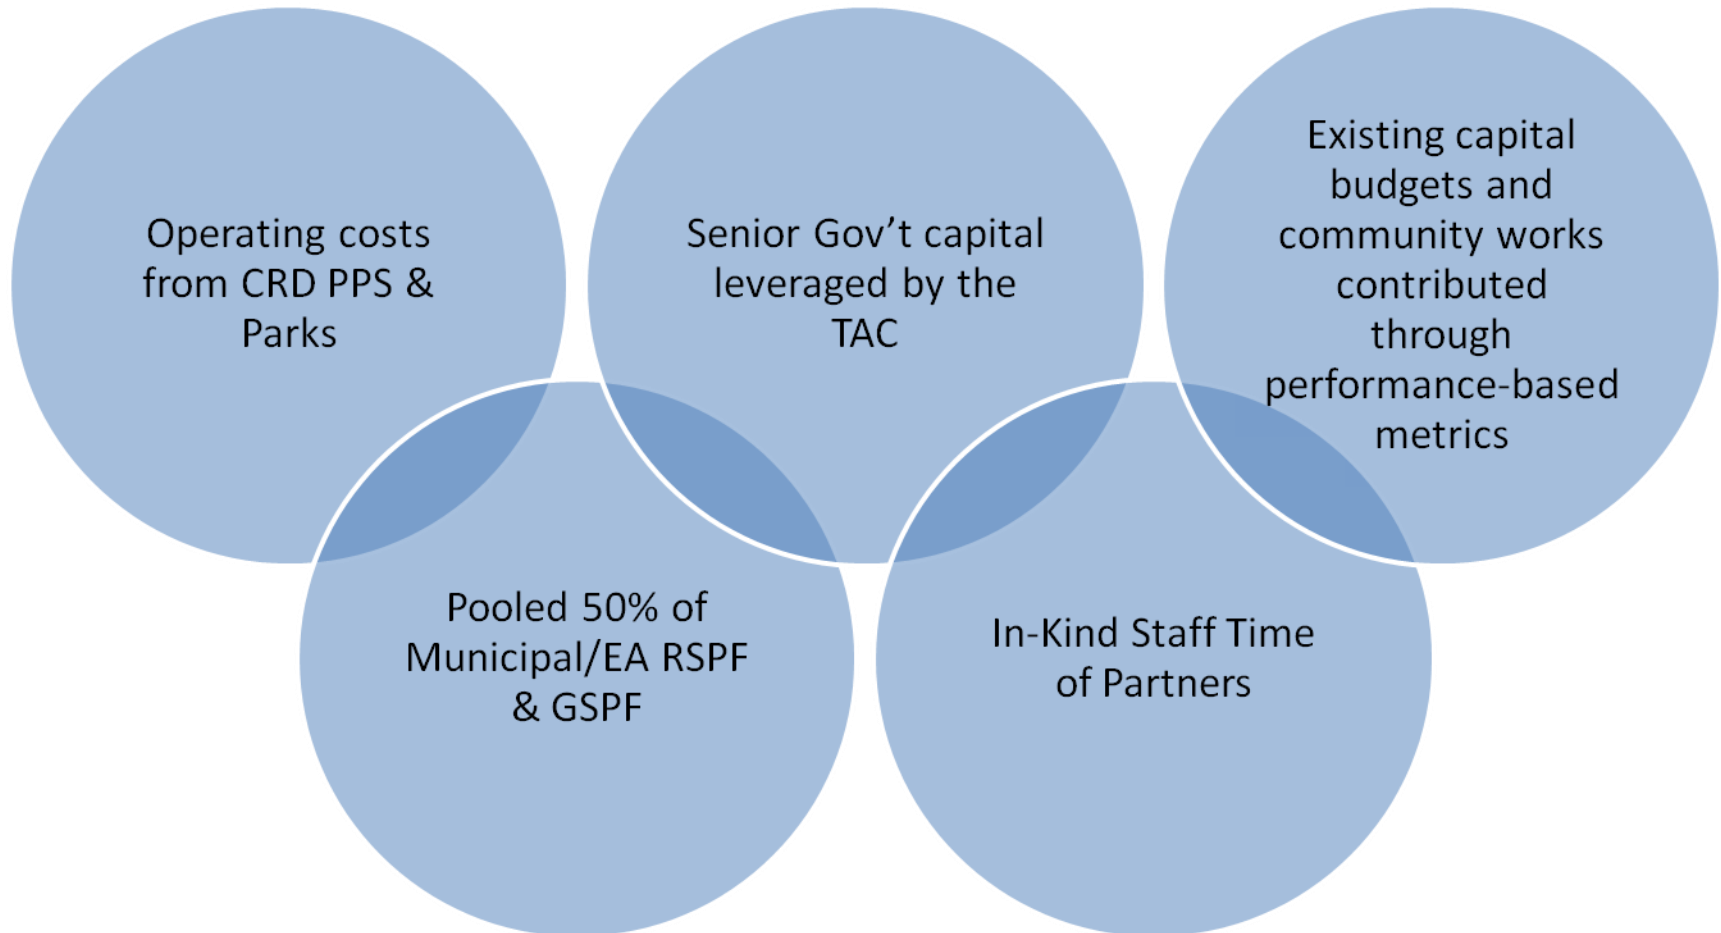 Operating costs
from CRD PPS &
Parks
Senior Gov’t capital
leveraged by the
TAC
Existing capital
budgets and
community works
contributed
through
performance-based
metrics
Pooled 50% of
Municipal/EA RSPF
& GSPF
In-Kind Staff Time
of Partners